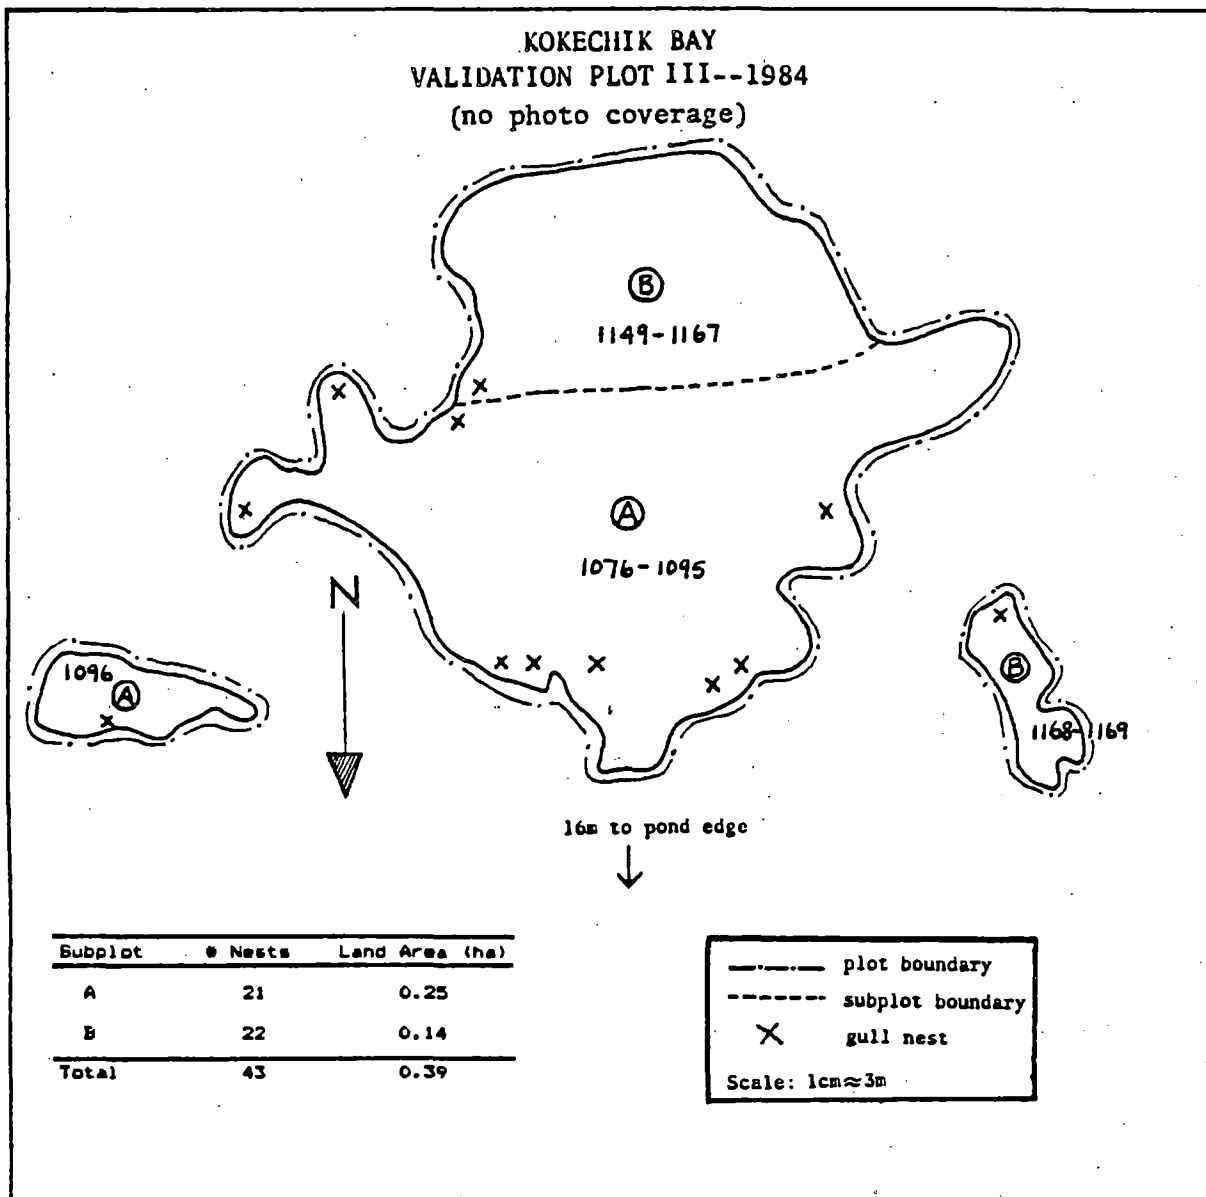 KOKECHIK BAY
VALIDATION PLOT III--1984
(no photo coverage)
B
1149-1167
A
1076-1095
N
1096
A
B
1168-1169
16m to pond edge
Subplot # Nests Land Area (ha)
A 21 0.25
B 22 0.14
Total 43 0.39
plot boundary
subplot boundary
gull nest
Scale: 1cm≈3m